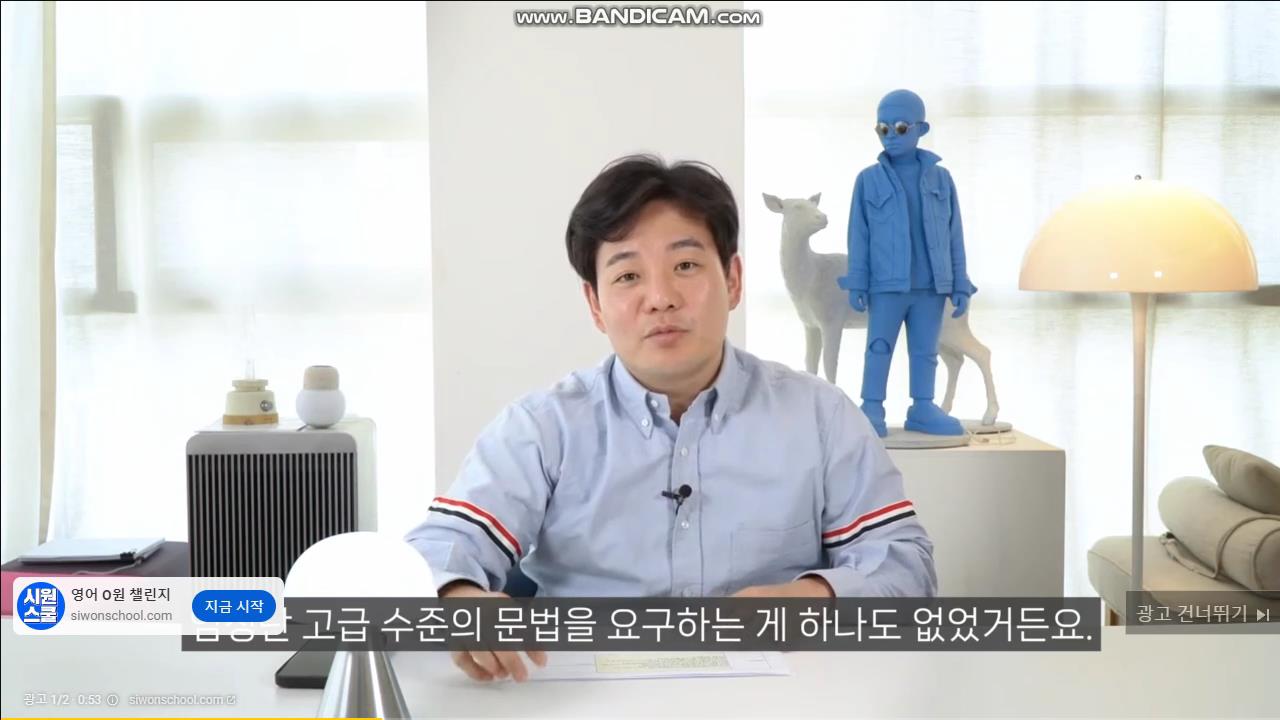 www.BANDICAM.com
시원
스쿨
영어 0원 챌린지
siwonschool.com
지금 시작
고급 수준의 문법을 요구하는 게 하나도 없었거든요.
광고 건너뛰기
광고 1/2 · 0:53
siwonschool.com